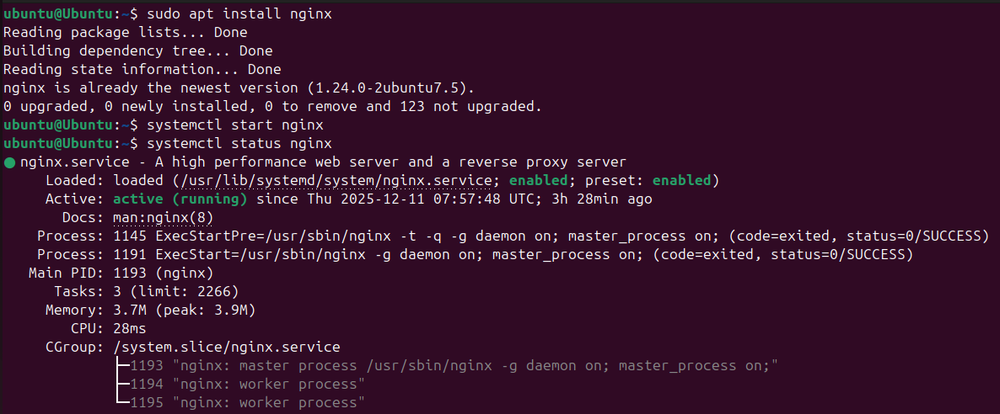 ubuntu@Ubuntu:~$ sudo apt install nginx
Reading package lists... Done
Building dependency tree... Done
Reading state information... Done
nginx is already the newest version (1.24.0-2ubuntu7.5).
0 upgraded, 0 newly installed, 0 to remove and 123 not upgraded.
ubuntu@Ubuntu:~$ systemctl start nginx
ubuntu@Ubuntu:~$ systemctl status nginx
● nginx.service - A high performance web server and a reverse proxy server
     Loaded: loaded (/usr/lib/systemd/system/nginx.service; enabled; preset: enabled)
     Active: active (running) since Thu 2025-12-11 07:57:48 UTC; 3h 28min ago
       Docs: man:nginx(8)
    Process: 1145 ExecStartPre=/usr/sbin/nginx -t -q -g daemon on; master_process on; (code=exited, status=0/SUCCESS)
    Process: 1191 ExecStart=/usr/sbin/nginx -g daemon on; master_process on; (code=exited, status=0/SUCCESS)
   Main PID: 1193 (nginx)
      Tasks: 3 (limit: 2266)
     Memory: 3.7M (peak: 3.9M)
        CPU: 28ms
     CGroup: /system.slice/nginx.service
             ├─1193 "nginx: master process /usr/sbin/nginx -g daemon on; master_process on;"
             ├─1194 "nginx: worker process"
             └─1195 "nginx: worker process"